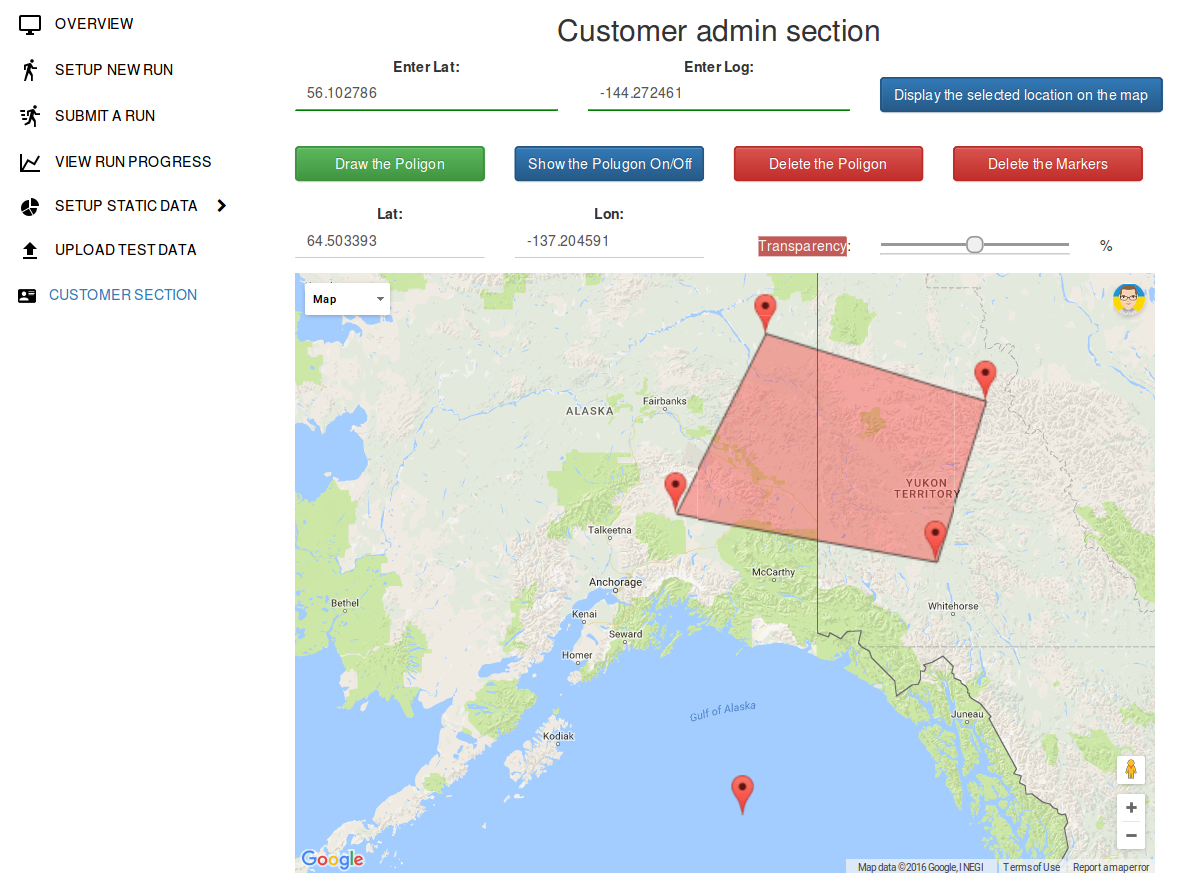 OVERVIEW
SETUP NEW RUN
SUBMIT A RUN
VIEW RUN PROGRESS
SETUP STATIC DATA
UPLOAD TEST DATA
CUSTOMER SECTION
Customer admin section
Enter Lat: Enter Log:
56.102786 -144.272461 Display the selected location on the map
Draw the Poligon Show the Polugon On/Off Delete the Poligon Delete the Markers
Lat: Lon:
64.503393 -137.204591 Transparency: %
Map
ALASKA
Fairbanks
YUKON
TERRITORY
Talkeetna
McCarthy
Anchorage
Bethel
Kenai
Whitehorse
Seward
Homer
Gulf of Alaska
Juneau
Kodiak
Google
Map data ©2016 Google, INEGI Terms of Use Report a map error